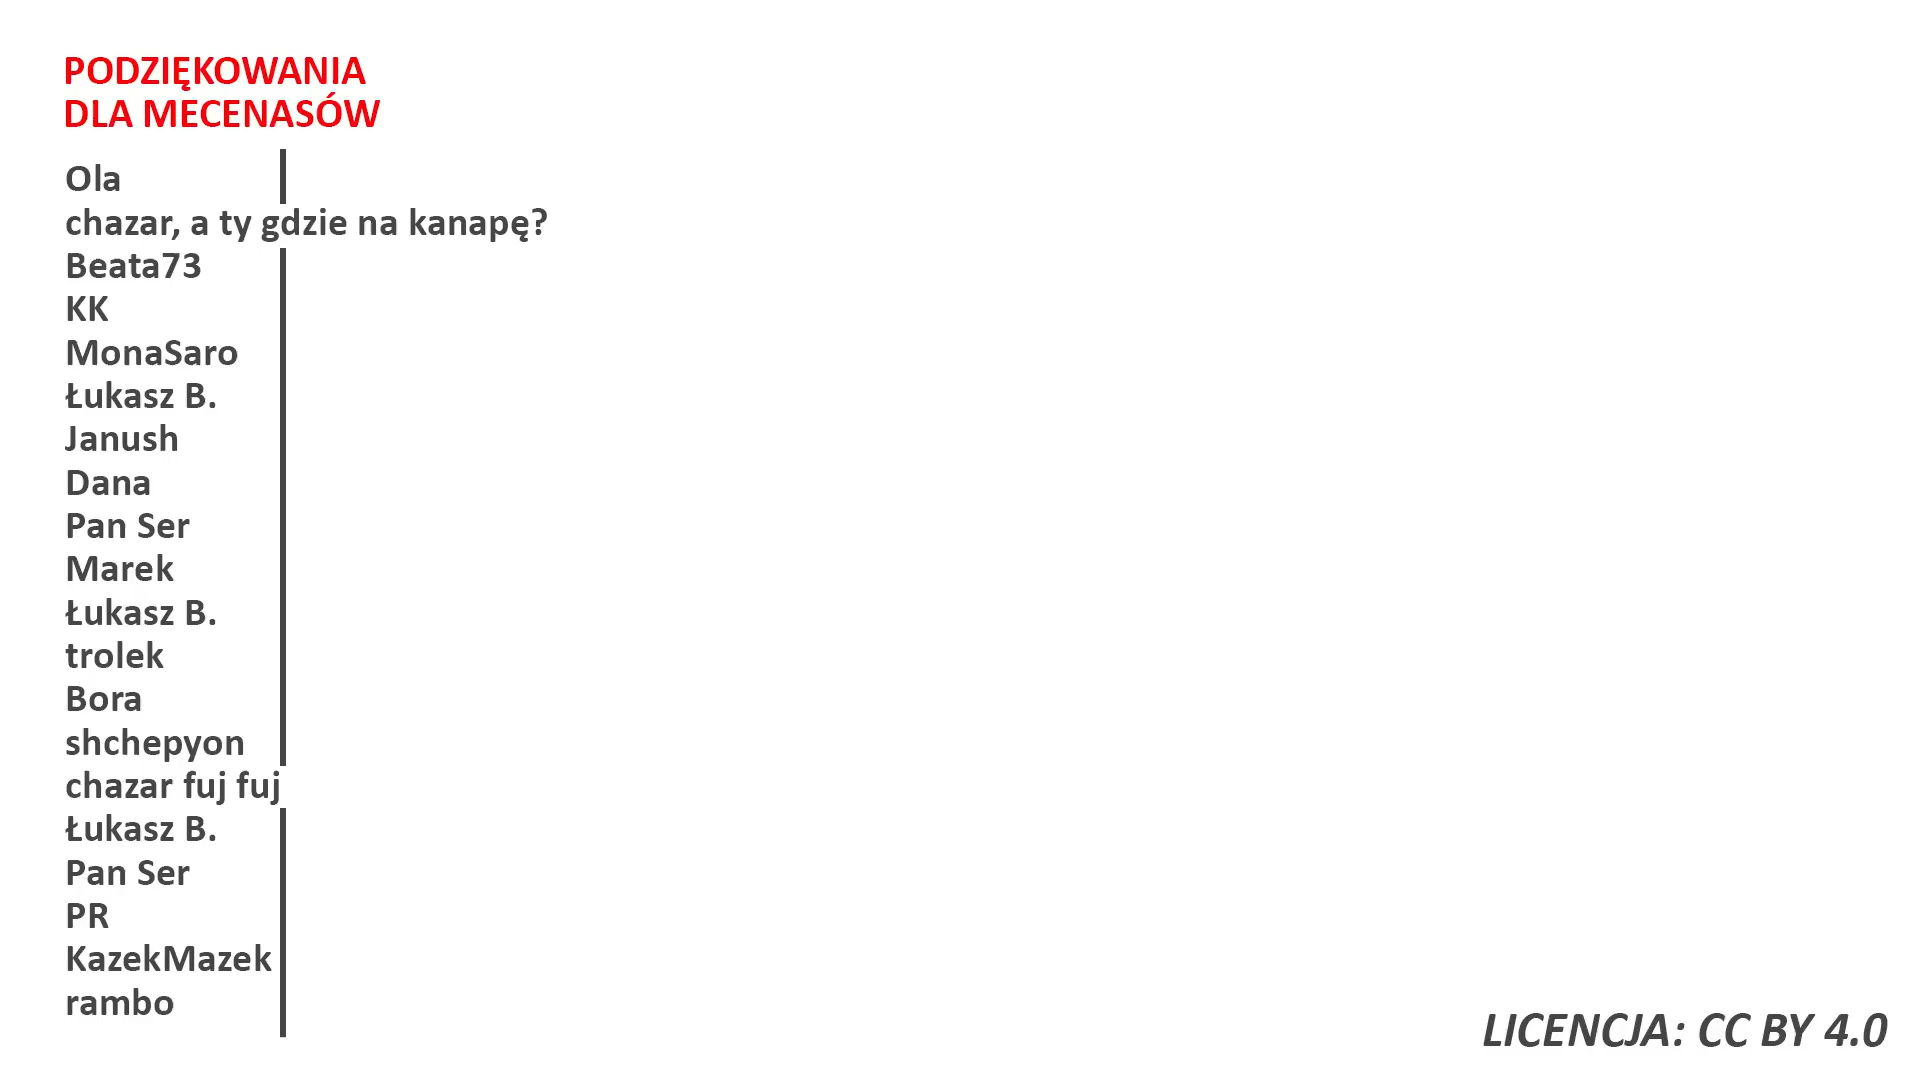 PODZIĘKOWANIA
DLA MECENASÓW
Ola
chazar, a ty gdzie na kanapę?
Beata73
KK
MonaSaro
Łukasz B.
Janush
Dana
Pan Ser
Marek
Łukasz B.
trolek
Bora
shchepyon
chazar fuj fuj
Łukasz B.
Pan Ser
PR
KazekMazek
rambo
LICENCJA: CC BY 4.0